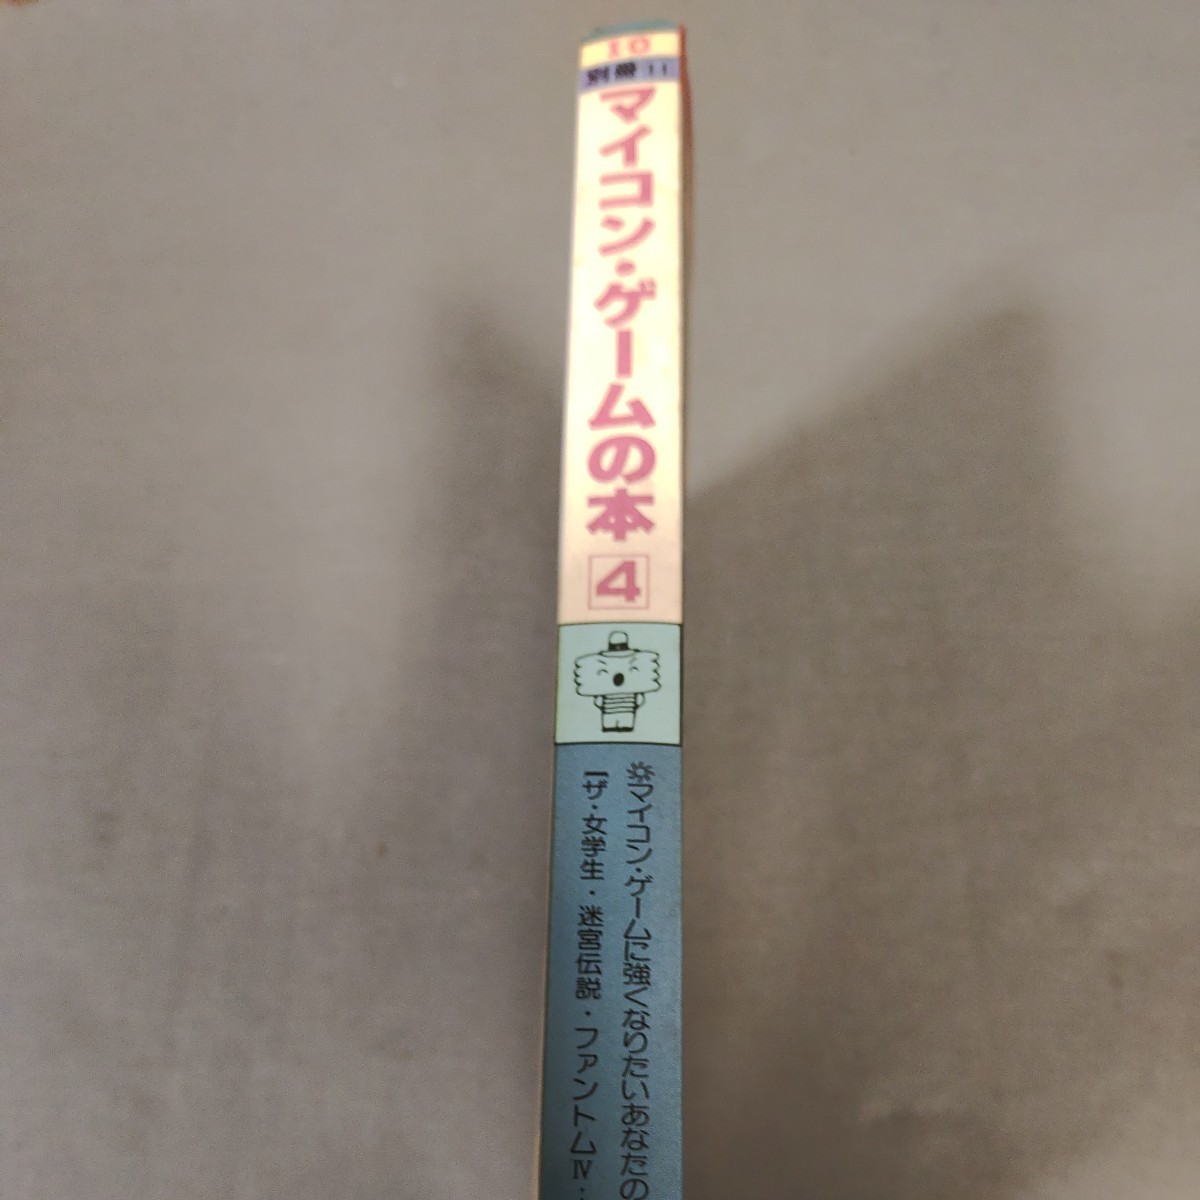 I O
別冊11
マイコン・ゲームの本
4
※マイコン・ゲームに強くなりたいあなたの
「ザ・女学生・迷宮伝説・ファントムⅣ・